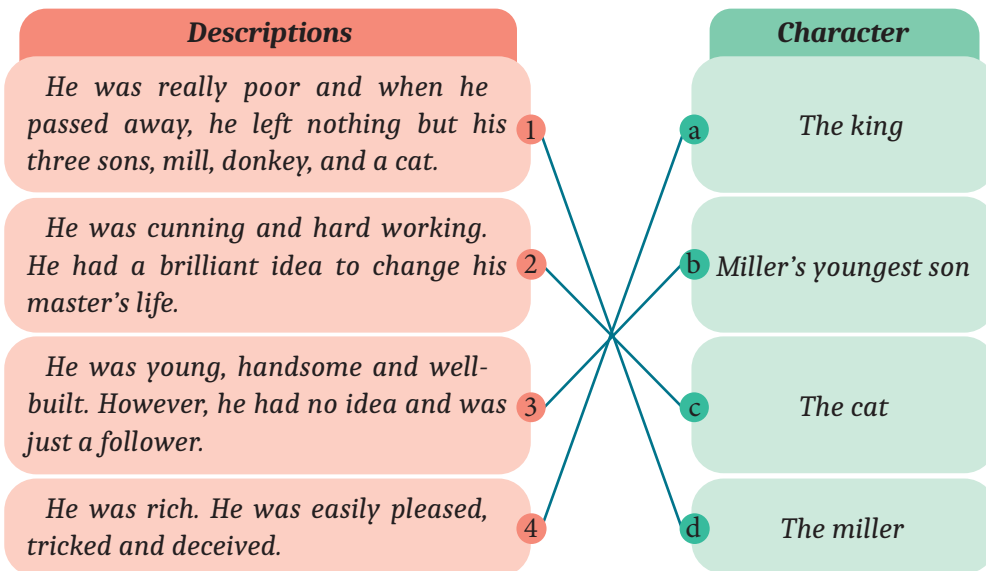 Descriptions
He was really poor and when he
passed away, he left nothing but his
three sons, mill, donkey, and a cat.
1
He was cunning and hard working.
He had a brilliant idea to change his
master's life.
2
He was young, handsome and well-
built. However, he had no idea and was
just a follower.
3
He was rich. He was easily pleased,
tricked and deceived.
4
Character
a
The king
b
Miller's youngest son
c
The cat
d
The miller